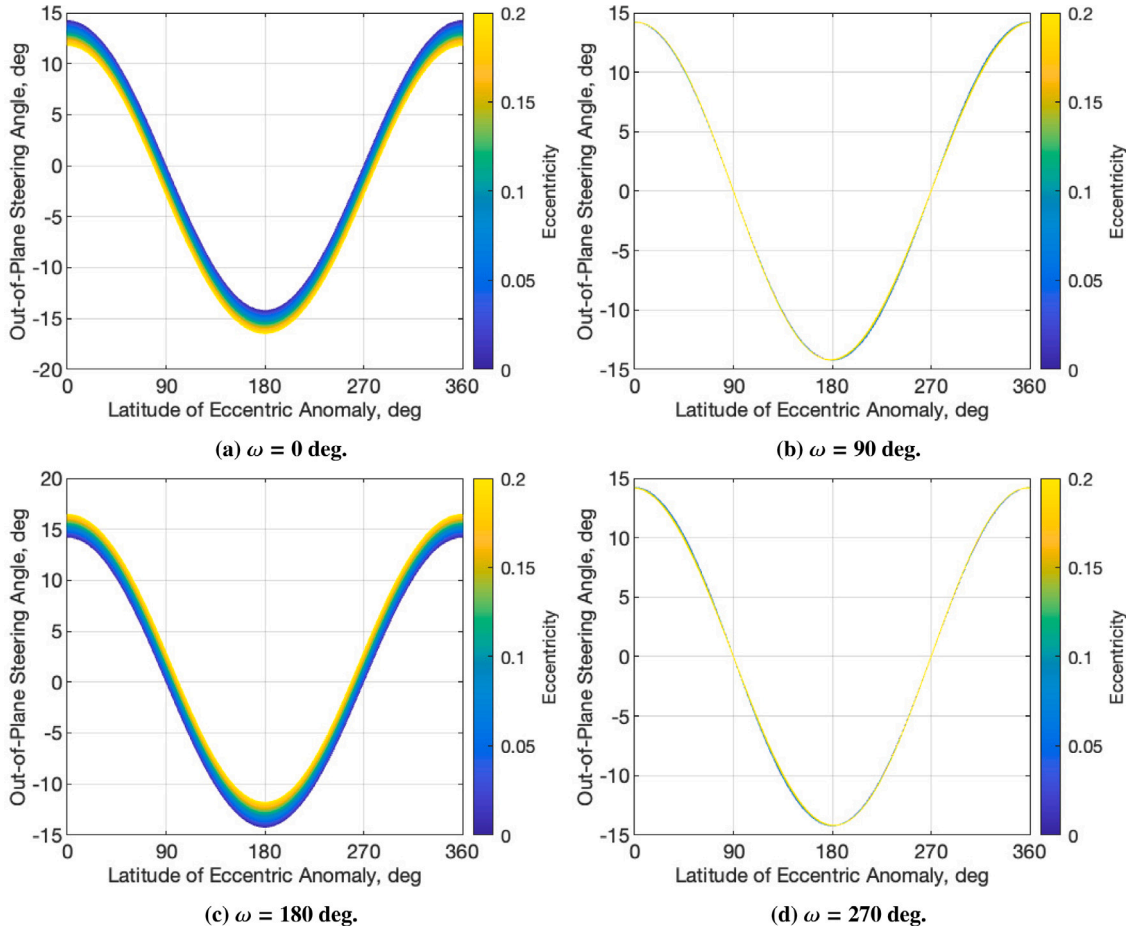 15
10
5
0
-5
-10
-15
-20
Out-of-Plane Steering Angle, deg
0 90 180 270 360
Latitude of Eccentric Anomaly, deg
0.2
0.15
0.1
0.05
0
Eccentricity
(a) ω = 0 deg.
15
10
5
0
-5
-10
-15
Out-of-Plane Steering Angle, deg
0 90 180 270 360
Latitude of Eccentric Anomaly, deg
0.2
0.15
0.1
0.05
0
Eccentricity
(b) ω = 90 deg.
20
15
10
5
0
-5
-10
-15
Out-of-Plane Steering Angle, deg
0 90 180 270 360
Latitude of Eccentric Anomaly, deg
0.2
0.15
0.1
0.05
0
Eccentricity
(c) ω = 180 deg.
15
10
5
0
-5
-10
-15
Out-of-Plane Steering Angle, deg
0 90 180 270 360
Latitude of Eccentric Anomaly, deg
0.2
0.15
0.1
0.05
0
Eccentricity
(d) ω = 270 deg.